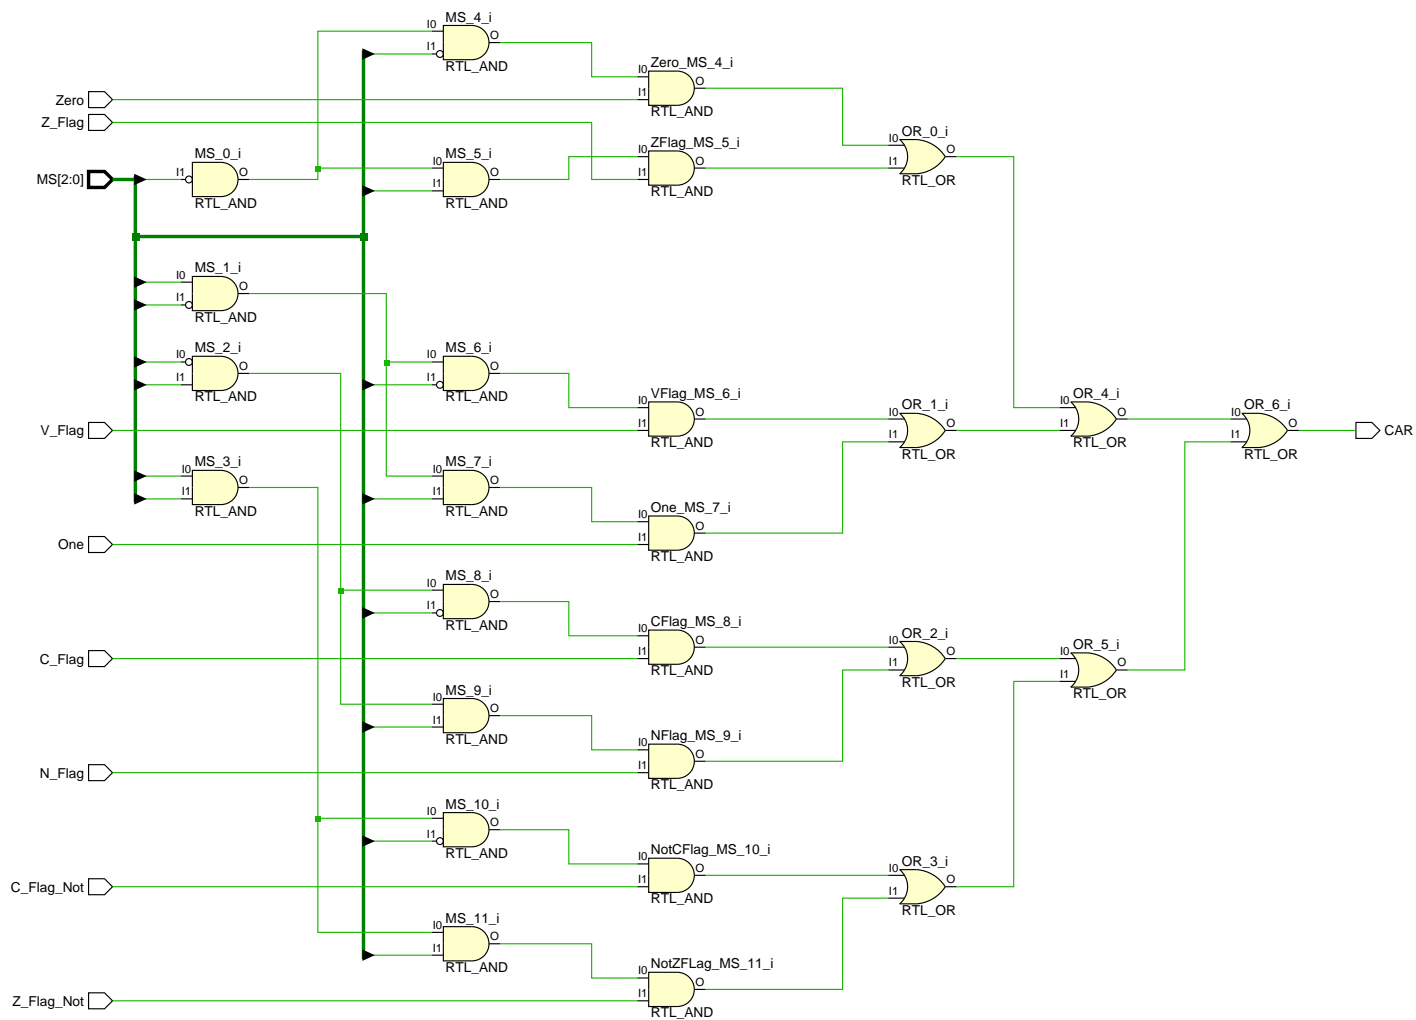 MS_4_i
I0
O
I1
RTL_AND
Zero_MS_4_i
I0
O
I1
RTL_AND
Zero
Z_Flag
OR_0_i
I0
O
I1
RTL_OR
ZFlag_MS_5_i
I0
O
I1
RTL_AND
MS_0_i
I1
O
RTL_AND
MS_5_i
I0
O
I1
RTL_AND
MS[2:0]
MS_1_i
I0
O
I1
RTL_AND
MS_2_i
I0
O
I1
RTL_AND
MS_6_i
I0
O
I1
RTL_AND
VFlag_MS_6_i
I0
O
I1
RTL_AND
V_Flag
OR_1_i
I0
O
I1
RTL_OR
OR_4_i
I0
O
I1
RTL_OR
OR_6_i
I0
O
I1
RTL_OR
CAR
MS_3_i
I0
O
I1
RTL_AND
MS_7_i
I0
O
I1
RTL_AND
One_MS_7_i
I0
O
I1
RTL_AND
One
MS_8_i
I0
O
I1
RTL_AND
CFlag_MS_8_i
I0
O
I1
RTL_AND
C_Flag
OR_2_i
I0
O
I1
RTL_OR
OR_5_i
I0
O
I1
RTL_OR
MS_9_i
I0
O
I1
RTL_AND
NFlag_MS_9_i
I0
O
I1
RTL_AND
N_Flag
MS_10_i
I0
O
I1
RTL_AND
NotCFlag_MS_10_i
I0
O
I1
RTL_AND
C_Flag_Not
OR_3_i
I0
O
I1
RTL_OR
MS_11_i
I0
O
I1
RTL_AND
NotZFLag_MS_11_i
I0
O
I1
RTL_AND
Z_Flag_Not